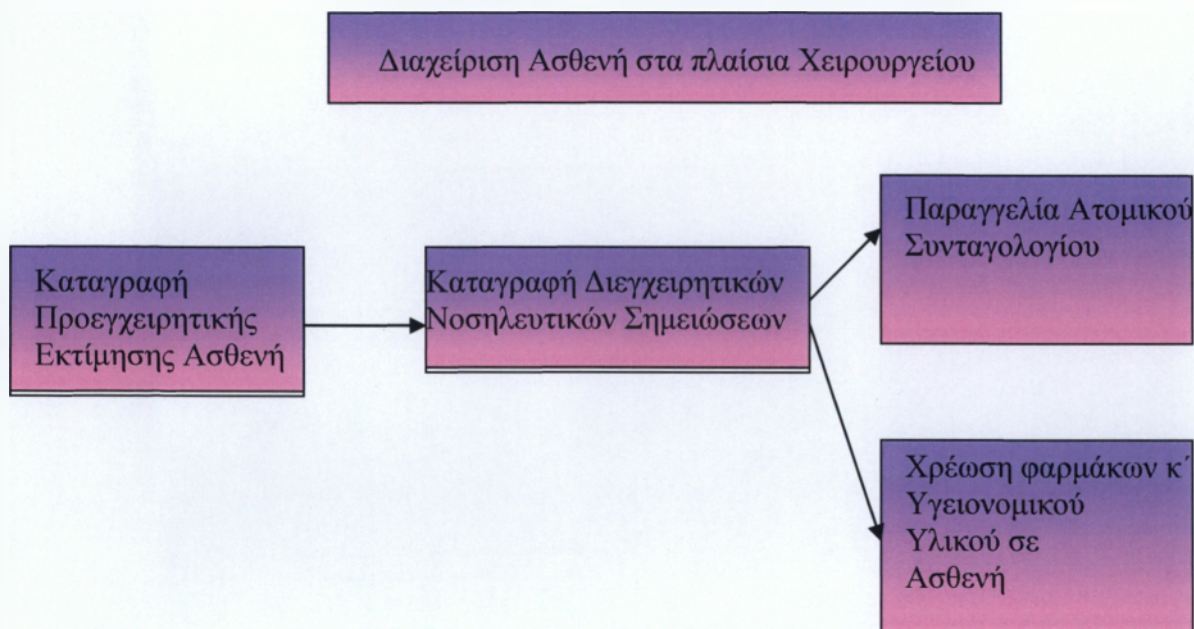 Διαχείριση Ασθενή στα πλαίσια Χειρουργείου
Καταγραφή
Προεγχειρητικής
Εκτίμησης Ασθενή
Καταγραφή Διεγχειρητικών
Νοσηλευτικών Σημειώσεων
Παραγγελία Ατομικού
Συνταγολογίου
Χρέωση φαρμάκων κ΄
Υγειονομικού
Υλικού σε
Ασθενή